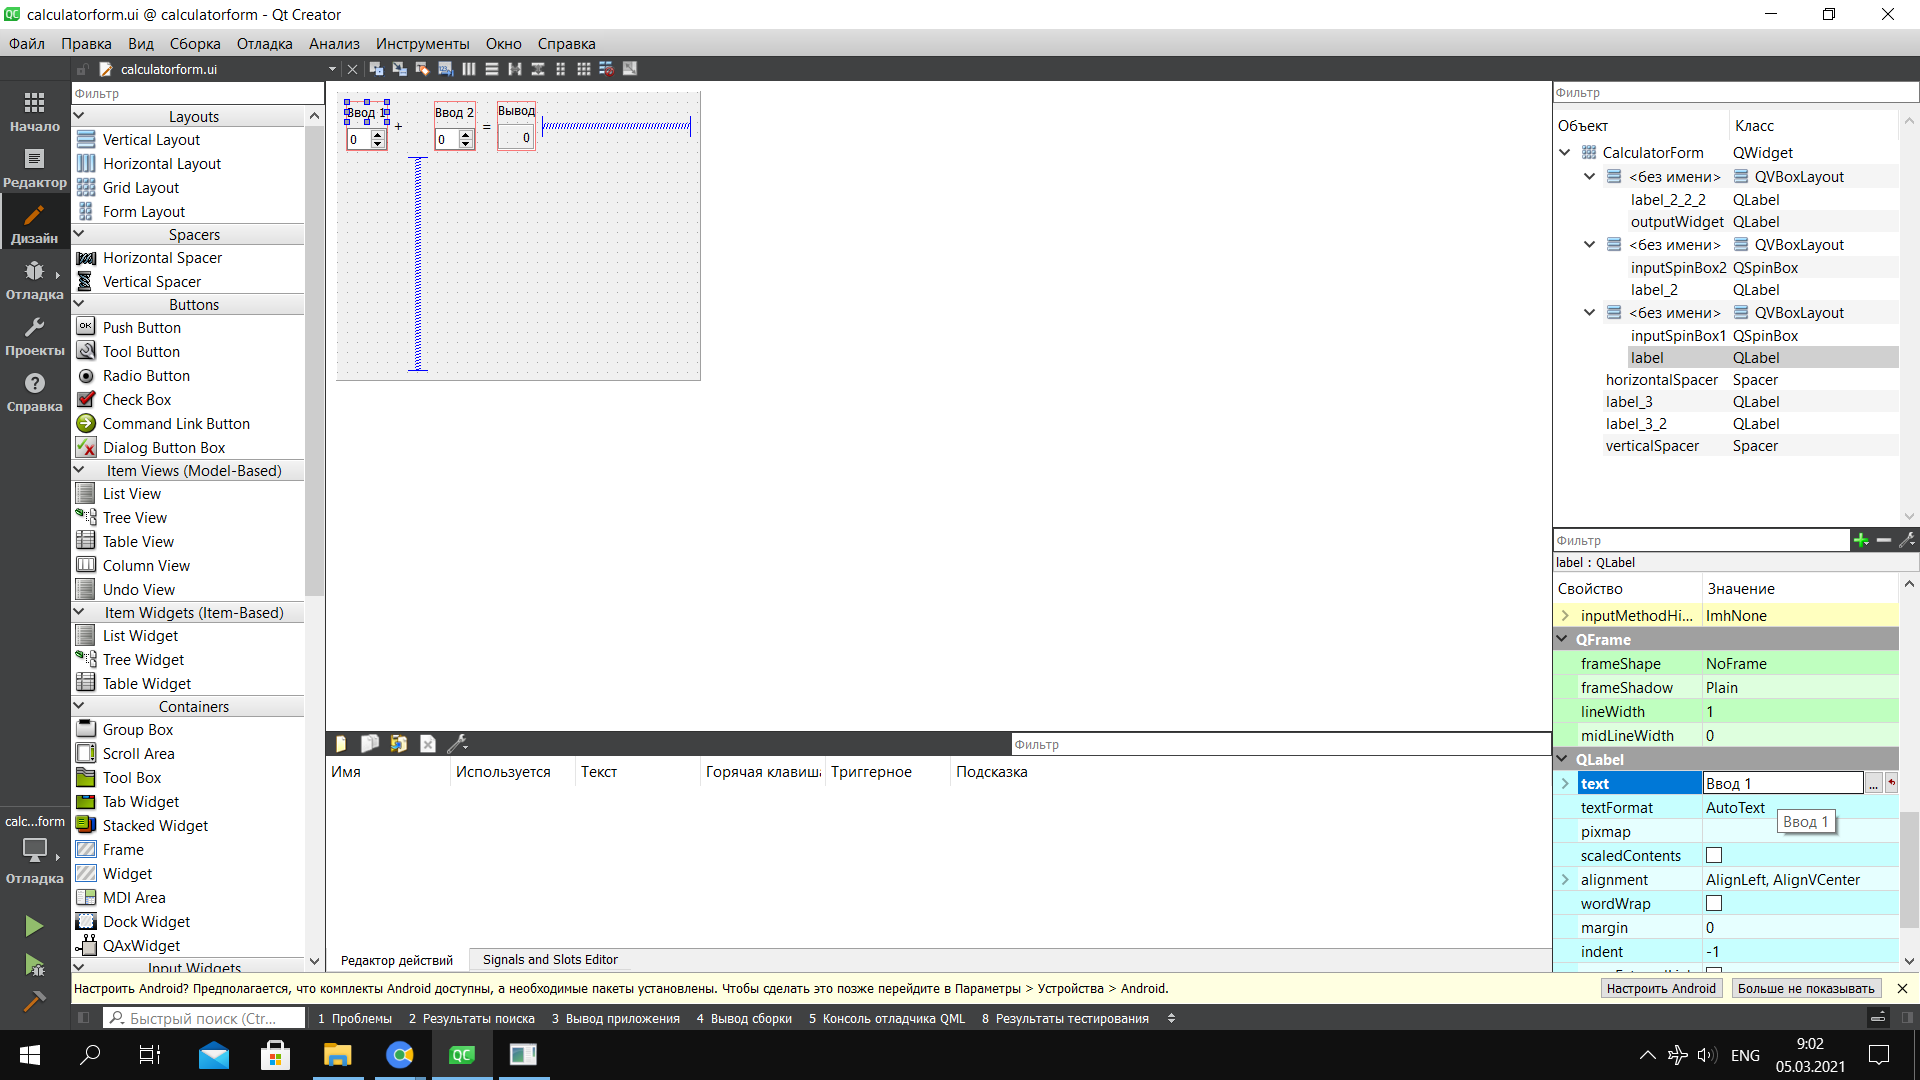 calculatorform.ui @ calculatorform - Qt Creator
Файл Правка Вид Сборка Отладка Анализ Инструменты Окно Справка
calculatorform.ui
Начало
Редактор
Дизайн
Отладка
Проекты
Справка
calc...form
Отладка
Фильтр
Layouts
Vertical Layout
Horizontal Layout
Grid Layout
Form Layout
Spacers
Horizontal Spacer
Vertical Spacer
Buttons
Push Button
Tool Button
Radio Button
Check Box
Command Link Button
Dialog Button Box
Item Views (Model-Based)
List View
Tree View
Table View
Column View
Undo View
Item Widgets (Item-Based)
List Widget
Tree Widget
Table Widget
Containers
Group Box
Scroll Area
Tool Box
Tab Widget
Stacked Widget
Frame
Widget
MDI Area
Dock Widget
QAxWidget
Input Widgets
Ввод 1 Ввод 2 Вывод
0 + 0 = 0
Фильтр
Имя Используется Текст Горячая клавиша Триггерное Подсказка
Редактор действий Signals and Slots Editor
Фильтр
Объект Класс
CalculatorForm QWidget
<без имени> QVBoxLayout
label_2_2_2 QLabel
outputWidget QLabel
<без имени> QVBoxLayout
inputSpinBox2 QSpinBox
label_2 QLabel
<без имени> QVBoxLayout
inputSpinBox1 QSpinBox
label QLabel
horizontalSpacer Spacer
label_3 QLabel
label_3_2 QLabel
verticalSpacer Spacer
Фильтр
label : QLabel
Свойство Значение
inputMethodHi... ImhNone
QFrame
frameShape NoFrame
frameShadow Plain
lineWidth 1
midLineWidth 0
QLabel
text Ввод 1 ...
textFormat AutoText
Ввод 1
pixmap
scaledContents
alignment AlignLeft, AlignVCenter
wordWrap
margin 0
indent -1
Настроить Android? Предполагается, что комплекты Android доступны, а необходимые пакеты установлены. Чтобы сделать это позже перейдите в Параметры > Устройства > Android. Настроить Android Больше не показывать
Быстрый поиск (Ctr... 1 Проблемы 2 Результаты поиска 3 Вывод приложения 4 Вывод сборки 5 Консоль отладчика QML 8 Результаты тестирования
QC ENG 9:02
05.03.2021